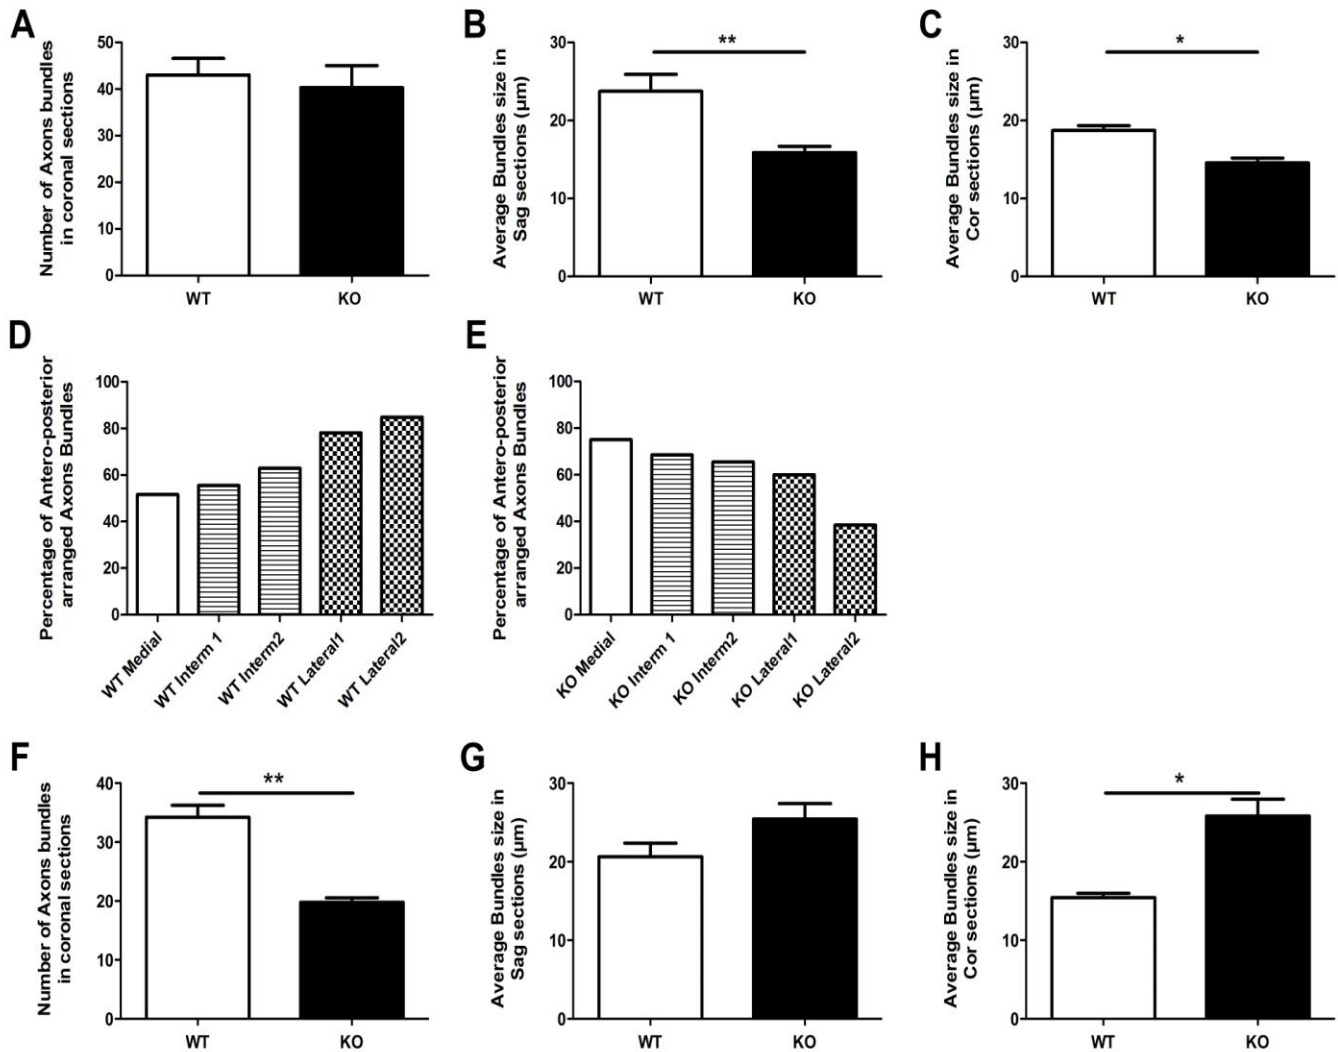 A
Number of Axons bundles
in coronal sections
50
40
30
20
10
0
WT
KO
B
Average Bundles size in
Sag sections (µm)
30
20
10
0
**
WT
KO
C
Average Bundles size in
Cor sections (µm)
30
20
10
0
*
WT
KO
D
Percentage of Antero-posterior
arranged Axons Bundles
100
80
60
40
20
0
WT Medial
WT Interm 1
WT Interm2
WT Lateral1
WT Lateral2
E
Percentage of Antero-posterior
arranged Axons Bundles
100
80
60
40
20
0
KO Medial
KO Interm 1
KO Interm2
KO Lateral1
KO Lateral2
F
Number of Axons bundles
in coronal sections
40
30
20
10
0
**
WT
KO
G
Average Bundles size in
Sag sections (µm)
30
20
10
0
WT
KO
H
Average Bundles size in
Cor sections (µm)
30
20
10
0
*
WT
KO